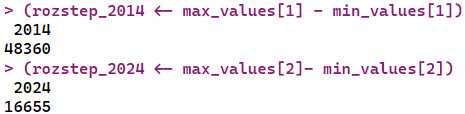 > (rozstep_2014 <- max_values[1] - min_values[1])
2014
48360
> (rozstep_2024 <- max_values[2]- min_values[2])
2024
16655